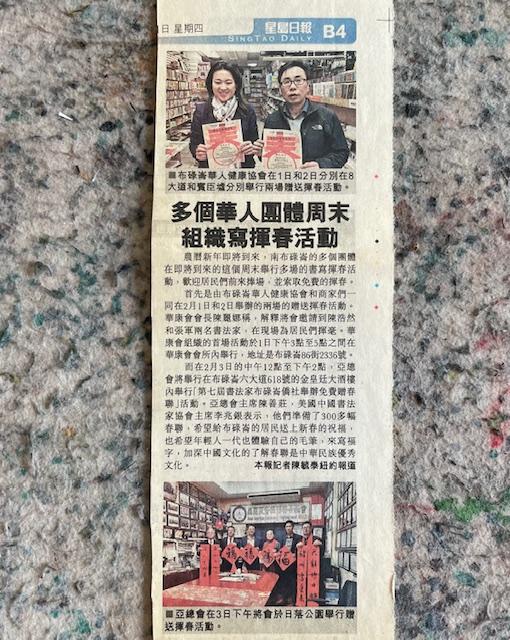 日 星期四
星島日報 B4
SING TAO DAILY
春
春
■布碌崙華人健康協會在1日和2日分別在8
大道和賓臣墟分別舉行兩場贈送揮春活動。
多個華人團體周末
組織寫揮春活動
農曆新年即將到來，南布碌崙的多個團體
在即將到來的這個周末舉行多場的書寫揮春活
動，歡迎居民們前來捧場，並索取免費的揮春。
首先是由布碌崙華人健康協會和商家們一
同在2月1日和2日舉辦的兩場的贈送揮春活動。
華康會會長陳麗娜稱，解釋將會邀請到陳浩然
和張軍兩名書法家，在現場為居民們揮毫。華
康會組織的首場活動於1日下午3點至5點之間在
華康會會所內舉行，地址是布碌崙86街2336號。
而在2月3日的中午12點至下午2點，亞總
會將舉行在布碌崙六大道618號的金皇廷大酒樓
內舉行「第七屆書法家布碌崙僑社舉辦免費贈春
聯」活動。亞總會主席陳善莊，美國中國書法
家協會主席李兆銀表示，他們準備了300多幅
春聯，希望給布碌崙的居民送上新春的祝福，
也希望年輕人一代也體驗自己的毛筆，來寫福
字，加深中國文化的了解春聯是中華民族優秀
文化。 本報記者陳毓泰紐約報道
福
■亞總會在3日下午將會於日落公園舉行贈
送揮春活動。